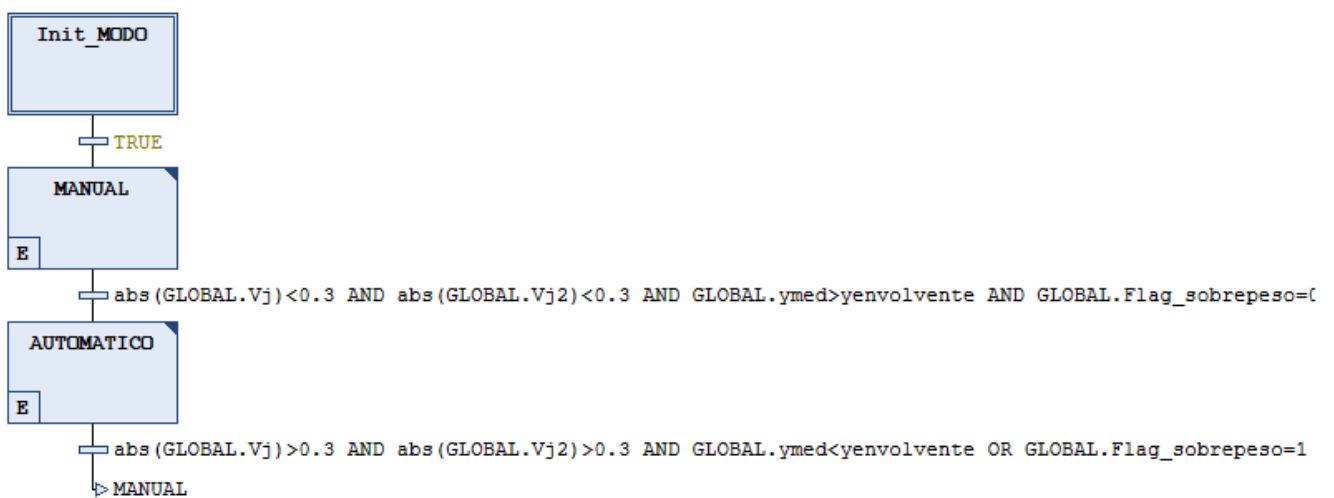 Init_MODO
TRUE
MANUAL
E
abs(GLOBAL.Vj)<0.3 AND abs(GLOBAL.Vj2)<0.3 AND GLOBAL.ymed>yenvolvente AND GLOBAL.Flag_sobrepeso=
AUTOMATICO
E
abs(GLOBAL.Vj)>0.3 AND abs(GLOBAL.Vj2)>0.3 AND GLOBAL.ymed<yenvolvente OR GLOBAL.Flag_sobrepeso=1
MANUAL